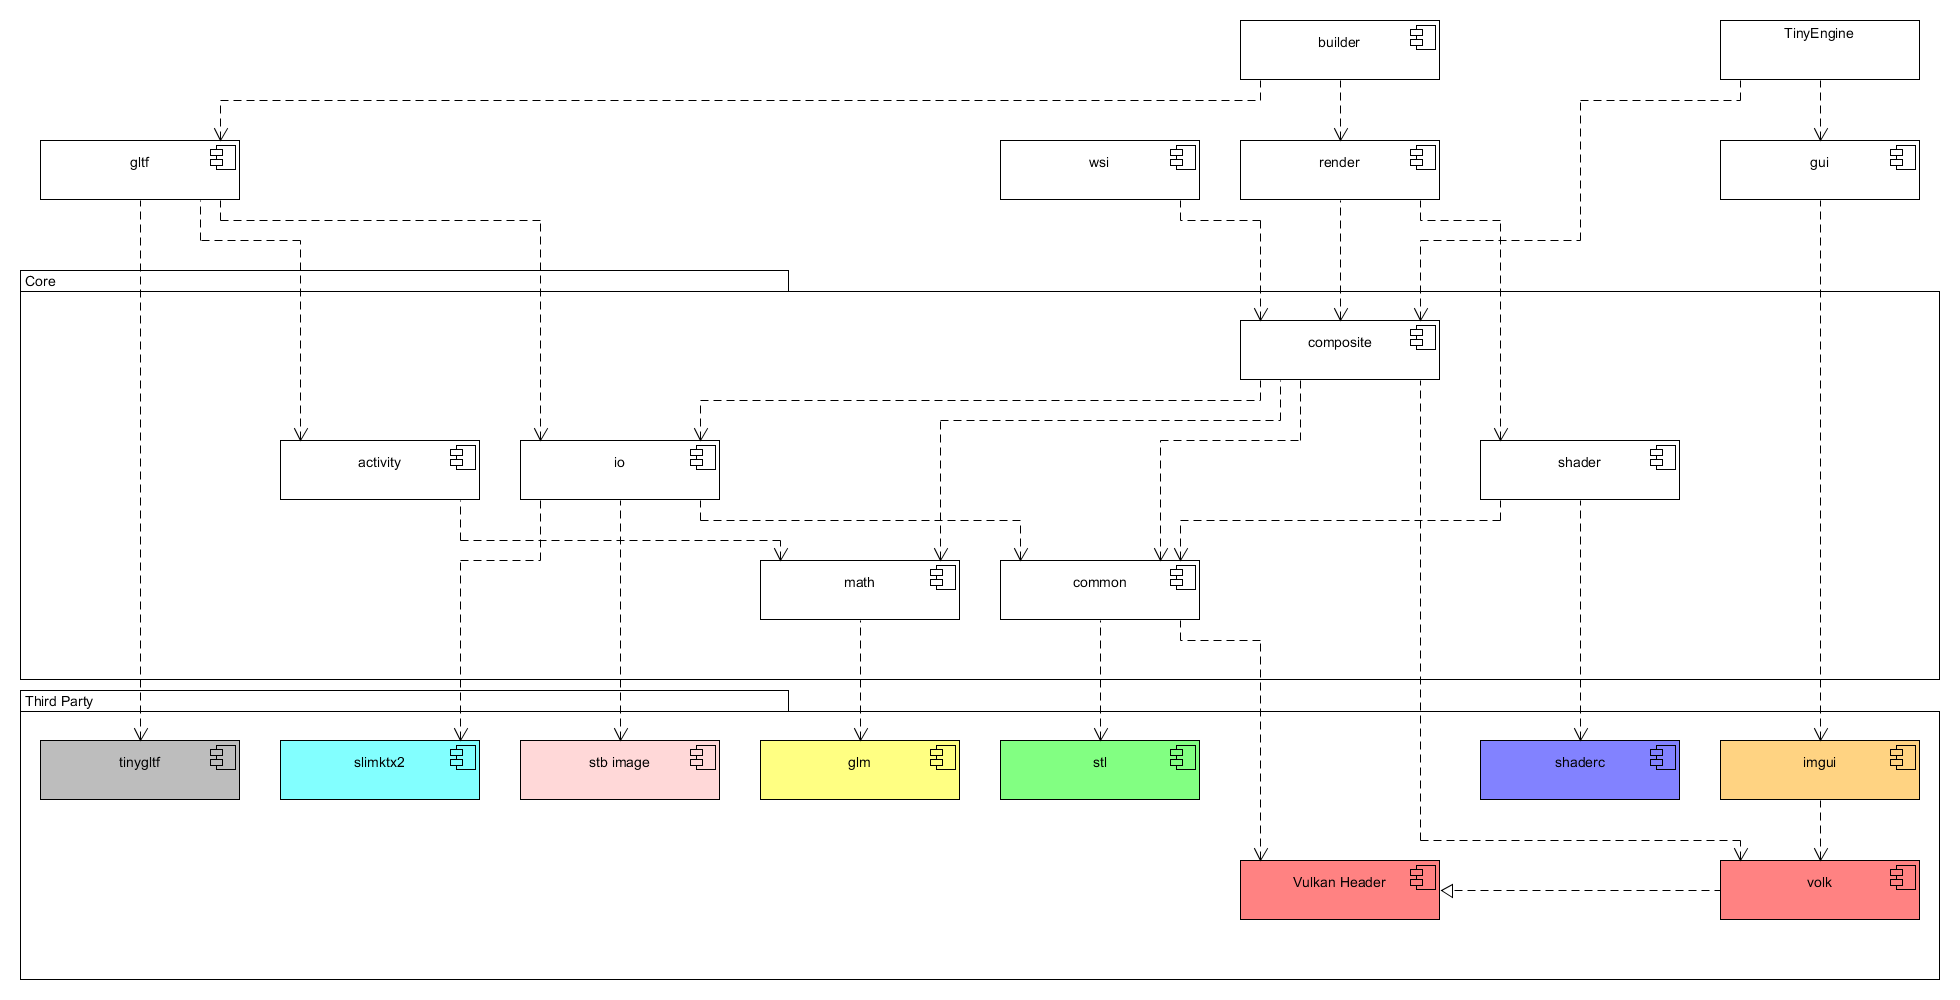 builder
TinyEngine
gltf
wsi
render
gui
Core
composite
activity
io
shader
math
common
Third Party
tinygltf
slimktx2
stb image
glm
stl
shaderc
imgui
Vulkan Header
volk